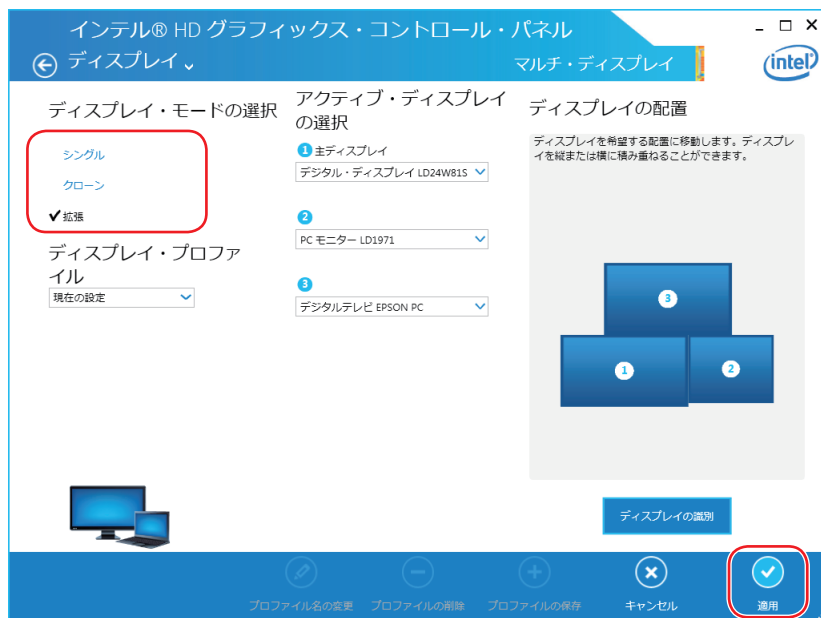 インテル® HD グラフィックス・コントロール・パネル
ディスプレイ
マルチ・ディスプレイ
intel®
ディスプレイ・モードの選択
シングル
クローン
拡張
ディスプレイ・プロファ
イル
現在の設定
アクティブ・ディスプレイ
の選択
1 主ディスプレイ
デジタル・ディスプレイ LD24W81S
2
PC モニター LD1971
3
デジタルテレビ EPSON PC
ディスプレイの配置
ディスプレイを希望する配置に移動します。ディスプレ
イを縦または横に積み重ねることができます。
3
1
2
ディスプレイの識別
プロファイル名の変更
プロファイルの削除
プロファイルの保存
キャンセル
適用